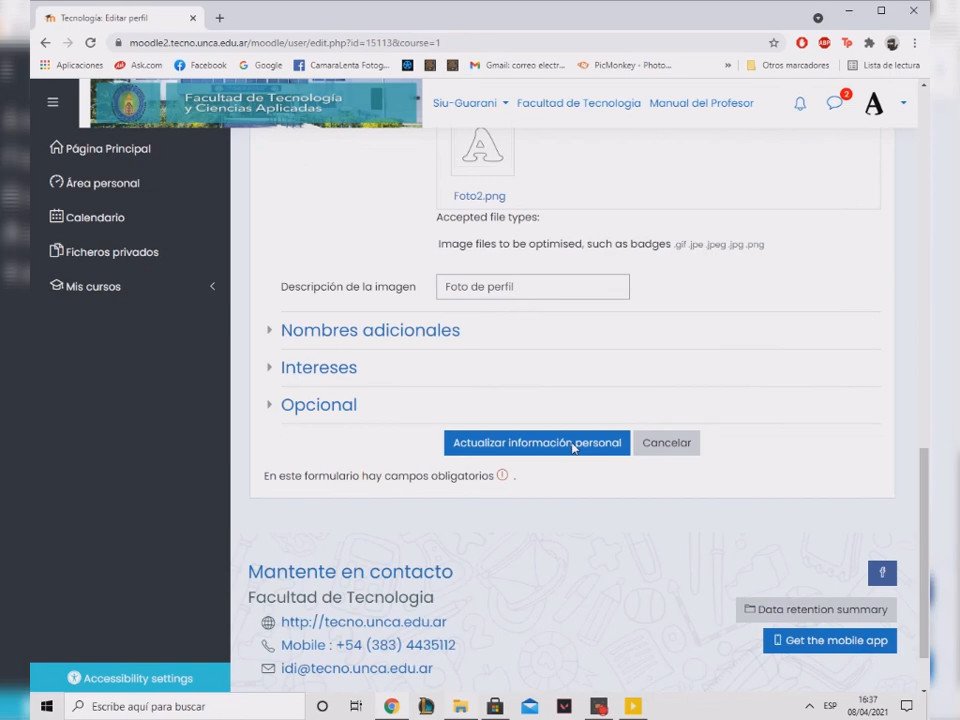 Tecnología: Editar perfil
moodle2.tecno.unca.edu.ar/moodle/user/edit.php?id=15113&course=1
Aplicaciones Ask.com Facebook Google CamaraLenta Fotog... Gmail: correo electr... PicMonkey - Photo... » Otros marcadores Lista de lectura
Facultad de Tecnología
y Ciencias Aplicadas
Siu-Guarani Facultad de Tecnologia Manual del Profesor 2 A
Página Principal
Área personal
Calendario
Ficheros privados
Mis cursos
A
Foto2.png
Accepted file types:
Image files to be optimised, such as badges .gif .jpe .jpeg .jpg .png
Descripción de la imagen Foto de perfil
Nombres adicionales
Intereses
Opcional
Actualizar información personal Cancelar
En este formulario hay campos obligatorios .
Mantente en contacto
Facultad de Tecnologia
http://tecno.unca.edu.ar
Mobile : +54 (383) 4435112
idi@tecno.unca.edu.ar
Data retention summary
Get the mobile app
Accessibility settings
Escribe aquí para buscar
ESP
16:37
08/04/2021